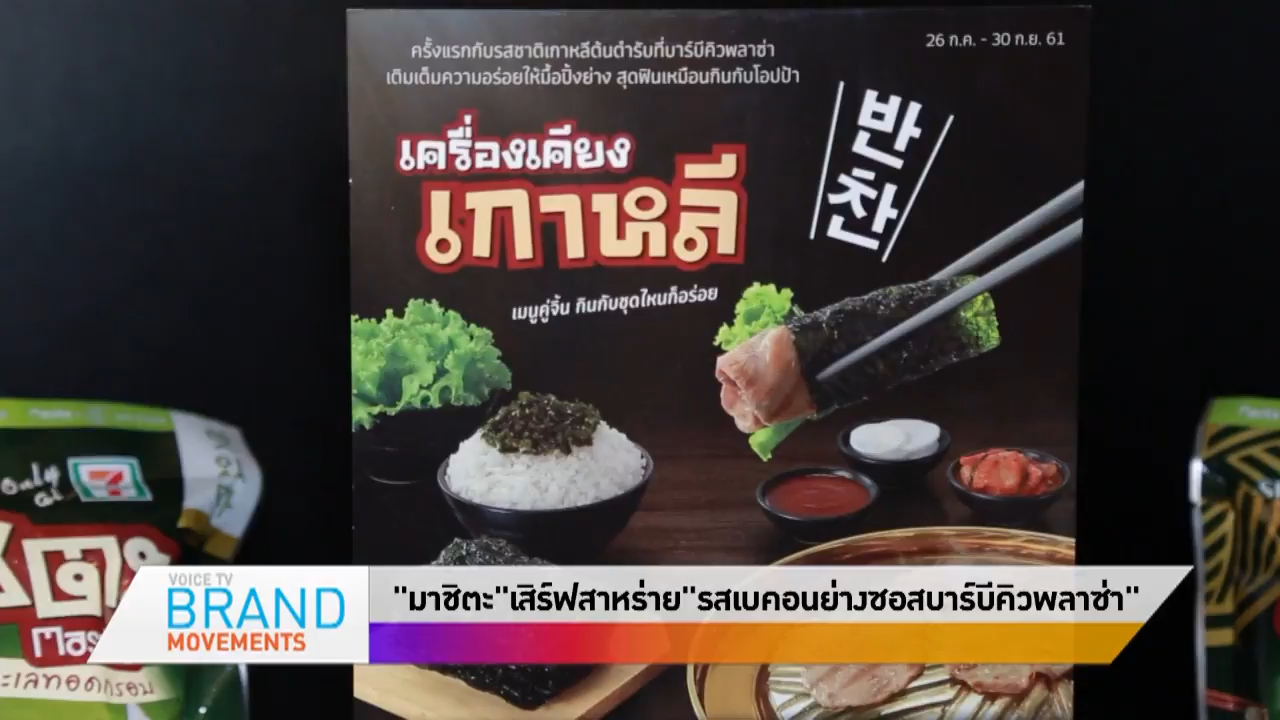 ครั้งแรกกับรสชาติเกาหลีต้นตำรับที่บาร์บีคิวพลาซ่า
เติมเต็มความอร่อยให้มื้อปิ้งย่าง สุดฟินเหมือนกินกับโอปป้า
26 ก.ค. - 30 ก.ย. 61
เครื่องเคียง
เกาหลี
반찬
เมนูคู่จิ้น กินกับชุดไหนก็อร่อย
only at
VOICE TV
BRAND
MOVEMENTS
"มาชิตะ"เสิร์ฟสาหร่าย"รสเบคอนย่างซอสบาร์บีคิวพลาซ่า"